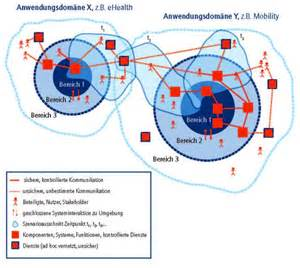 Anwendungsdomäne X, z.B. eHealth
Anwendungsdomäne Y, z.B. Mobility
Bereich 1
Bereich 2
Bereich 3
Bereich 1
Bereich 2
Bereich 3
sichere, kontrollierte Kommunikation
unsichere, unbestimmte Kommunikation
Beteiligte, Nutzer, Stakeholder
geschlossene Systeminteraktion zu Umgebung
Szenarioausschnitt Zeitpunkt t₁, t₂,
Komponenten, Systeme, Funktionen, kontrollierte Dienste
Dienste (ad hoc vernetzt, unsicher)